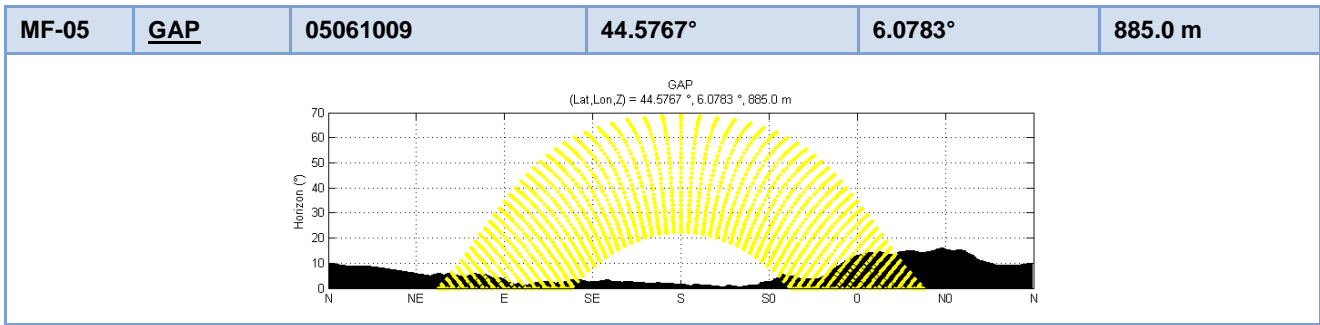 MF-05 GAP 05061009 44.5767° 6.0783° 885.0 m
GAP
(Lat,Lon,Z) = 44.5767 °, 6.0783 °, 885.0 m
Horizon (°)
70
60
50
40
30
20
10
0
N NE E SE S SO O NO N